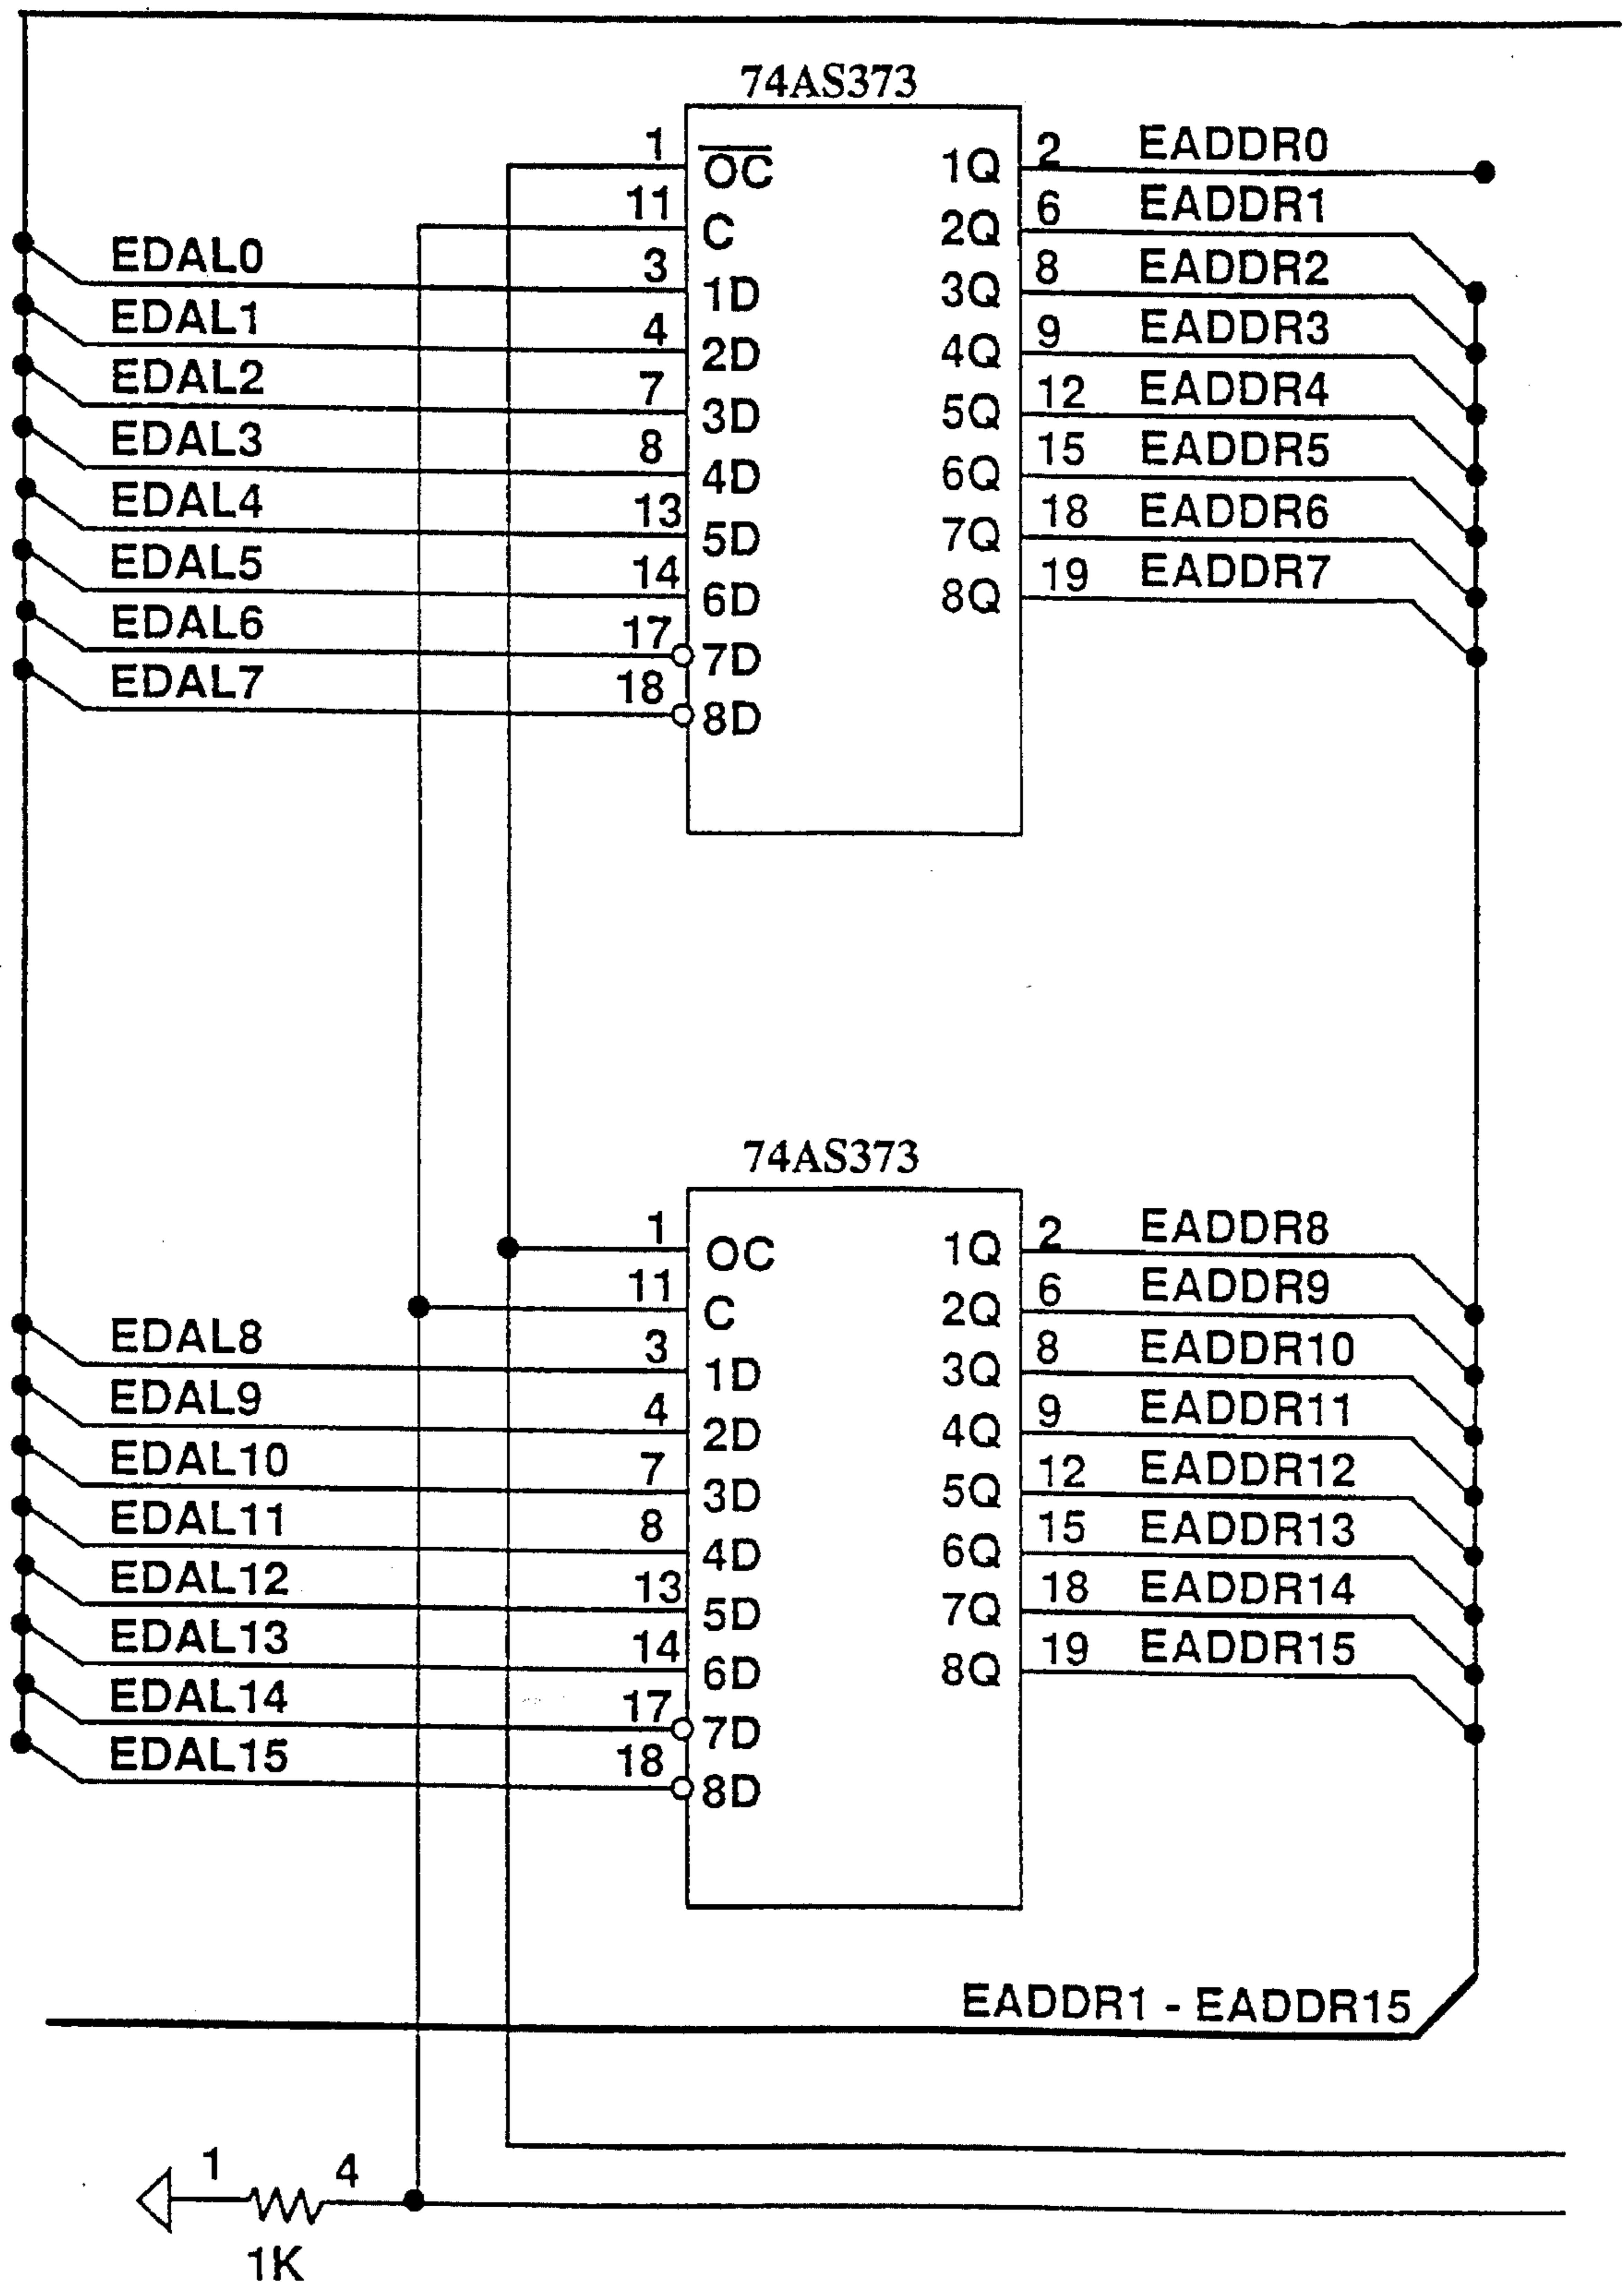 74AS373
1 OC 1Q 2 EADDR0
11 C 2Q 6 EADDR1
EDAL0 3 1D 3Q 8 EADDR2
EDAL1 4 2D 4Q 9 EADDR3
EDAL2 7 3D 5Q 12 EADDR4
EDAL3 8 4D 6Q 15 EADDR5
EDAL4 13 5D 7Q 18 EADDR6
EDAL5 14 6D 8Q 19 EADDR7
EDAL6 17 7D
EDAL7 18 8D
74AS373
1 OC 1Q 2 EADDR8
11 C 2Q 6 EADDR9
EDAL8 3 1D 3Q 8 EADDR10
EDAL9 4 2D 4Q 9 EADDR11
EDAL10 7 3D 5Q 12 EADDR12
EDAL11 8 4D 6Q 15 EADDR13
EDAL12 13 5D 7Q 18 EADDR14
EDAL13 14 6D 8Q 19 EADDR15
EDAL14 17 7D
EDAL15 18 8D
EADDR1 - EADDR15
1 4
1K